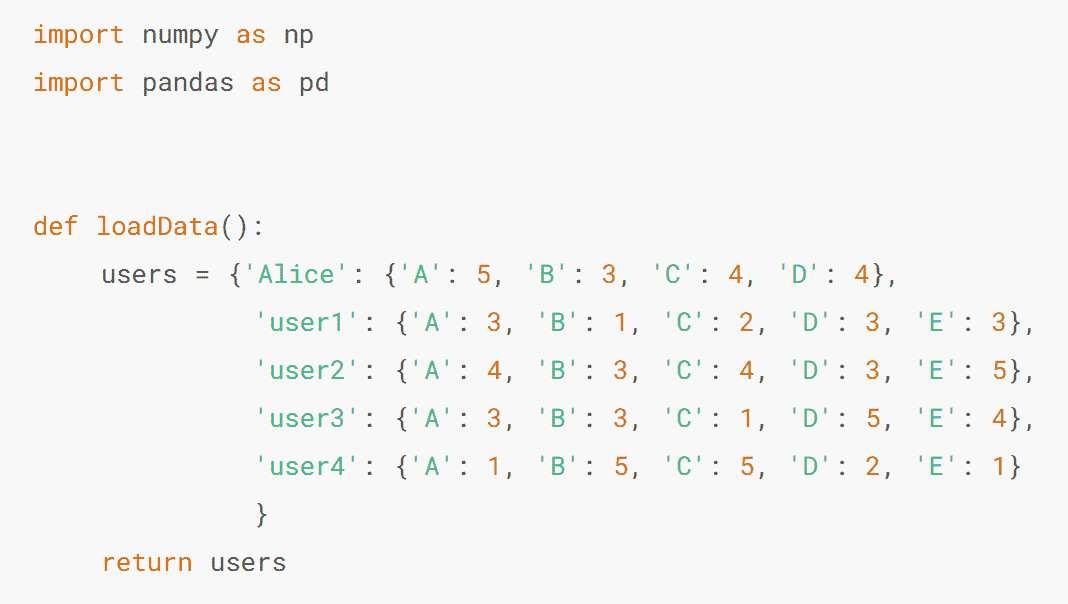 import numpy as np
import pandas as pd
def loadData():
users = {'Alice': {'A': 5, 'B': 3, 'C': 4, 'D': 4},
'user1': {'A': 3, 'B': 1, 'C': 2, 'D': 3, 'E': 3},
'user2': {'A': 4, 'B': 3, 'C': 4, 'D': 3, 'E': 5},
'user3': {'A': 3, 'B': 3, 'C': 1, 'D': 5, 'E': 4},
'user4': {'A': 1, 'B': 5, 'C': 5, 'D': 2, 'E': 1}
}
return users